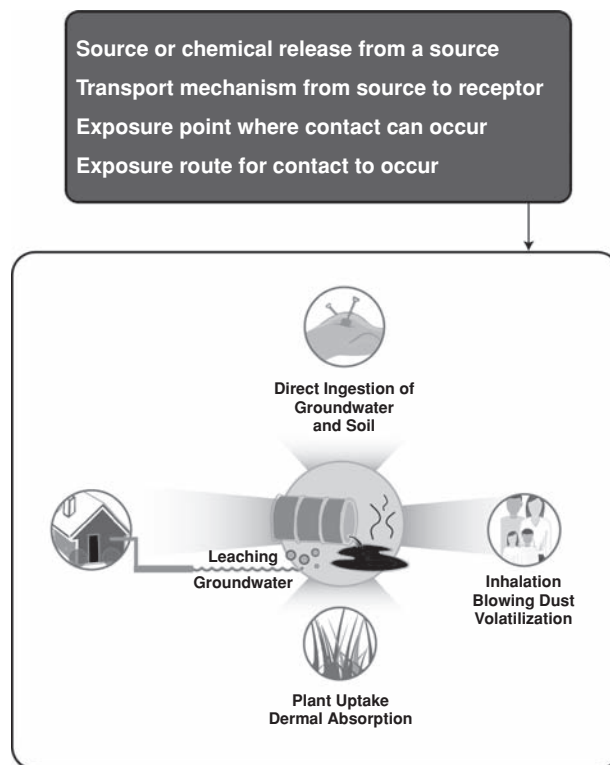 Source or chemical release from a source
Transport mechanism from source to receptor
Exposure point where contact can occur
Exposure route for contact to occur
Direct Ingestion of
Groundwater
and Soil
Leaching
Groundwater
Inhalation
Blowing Dust
Volatilization
Plant Uptake
Dermal Absorption